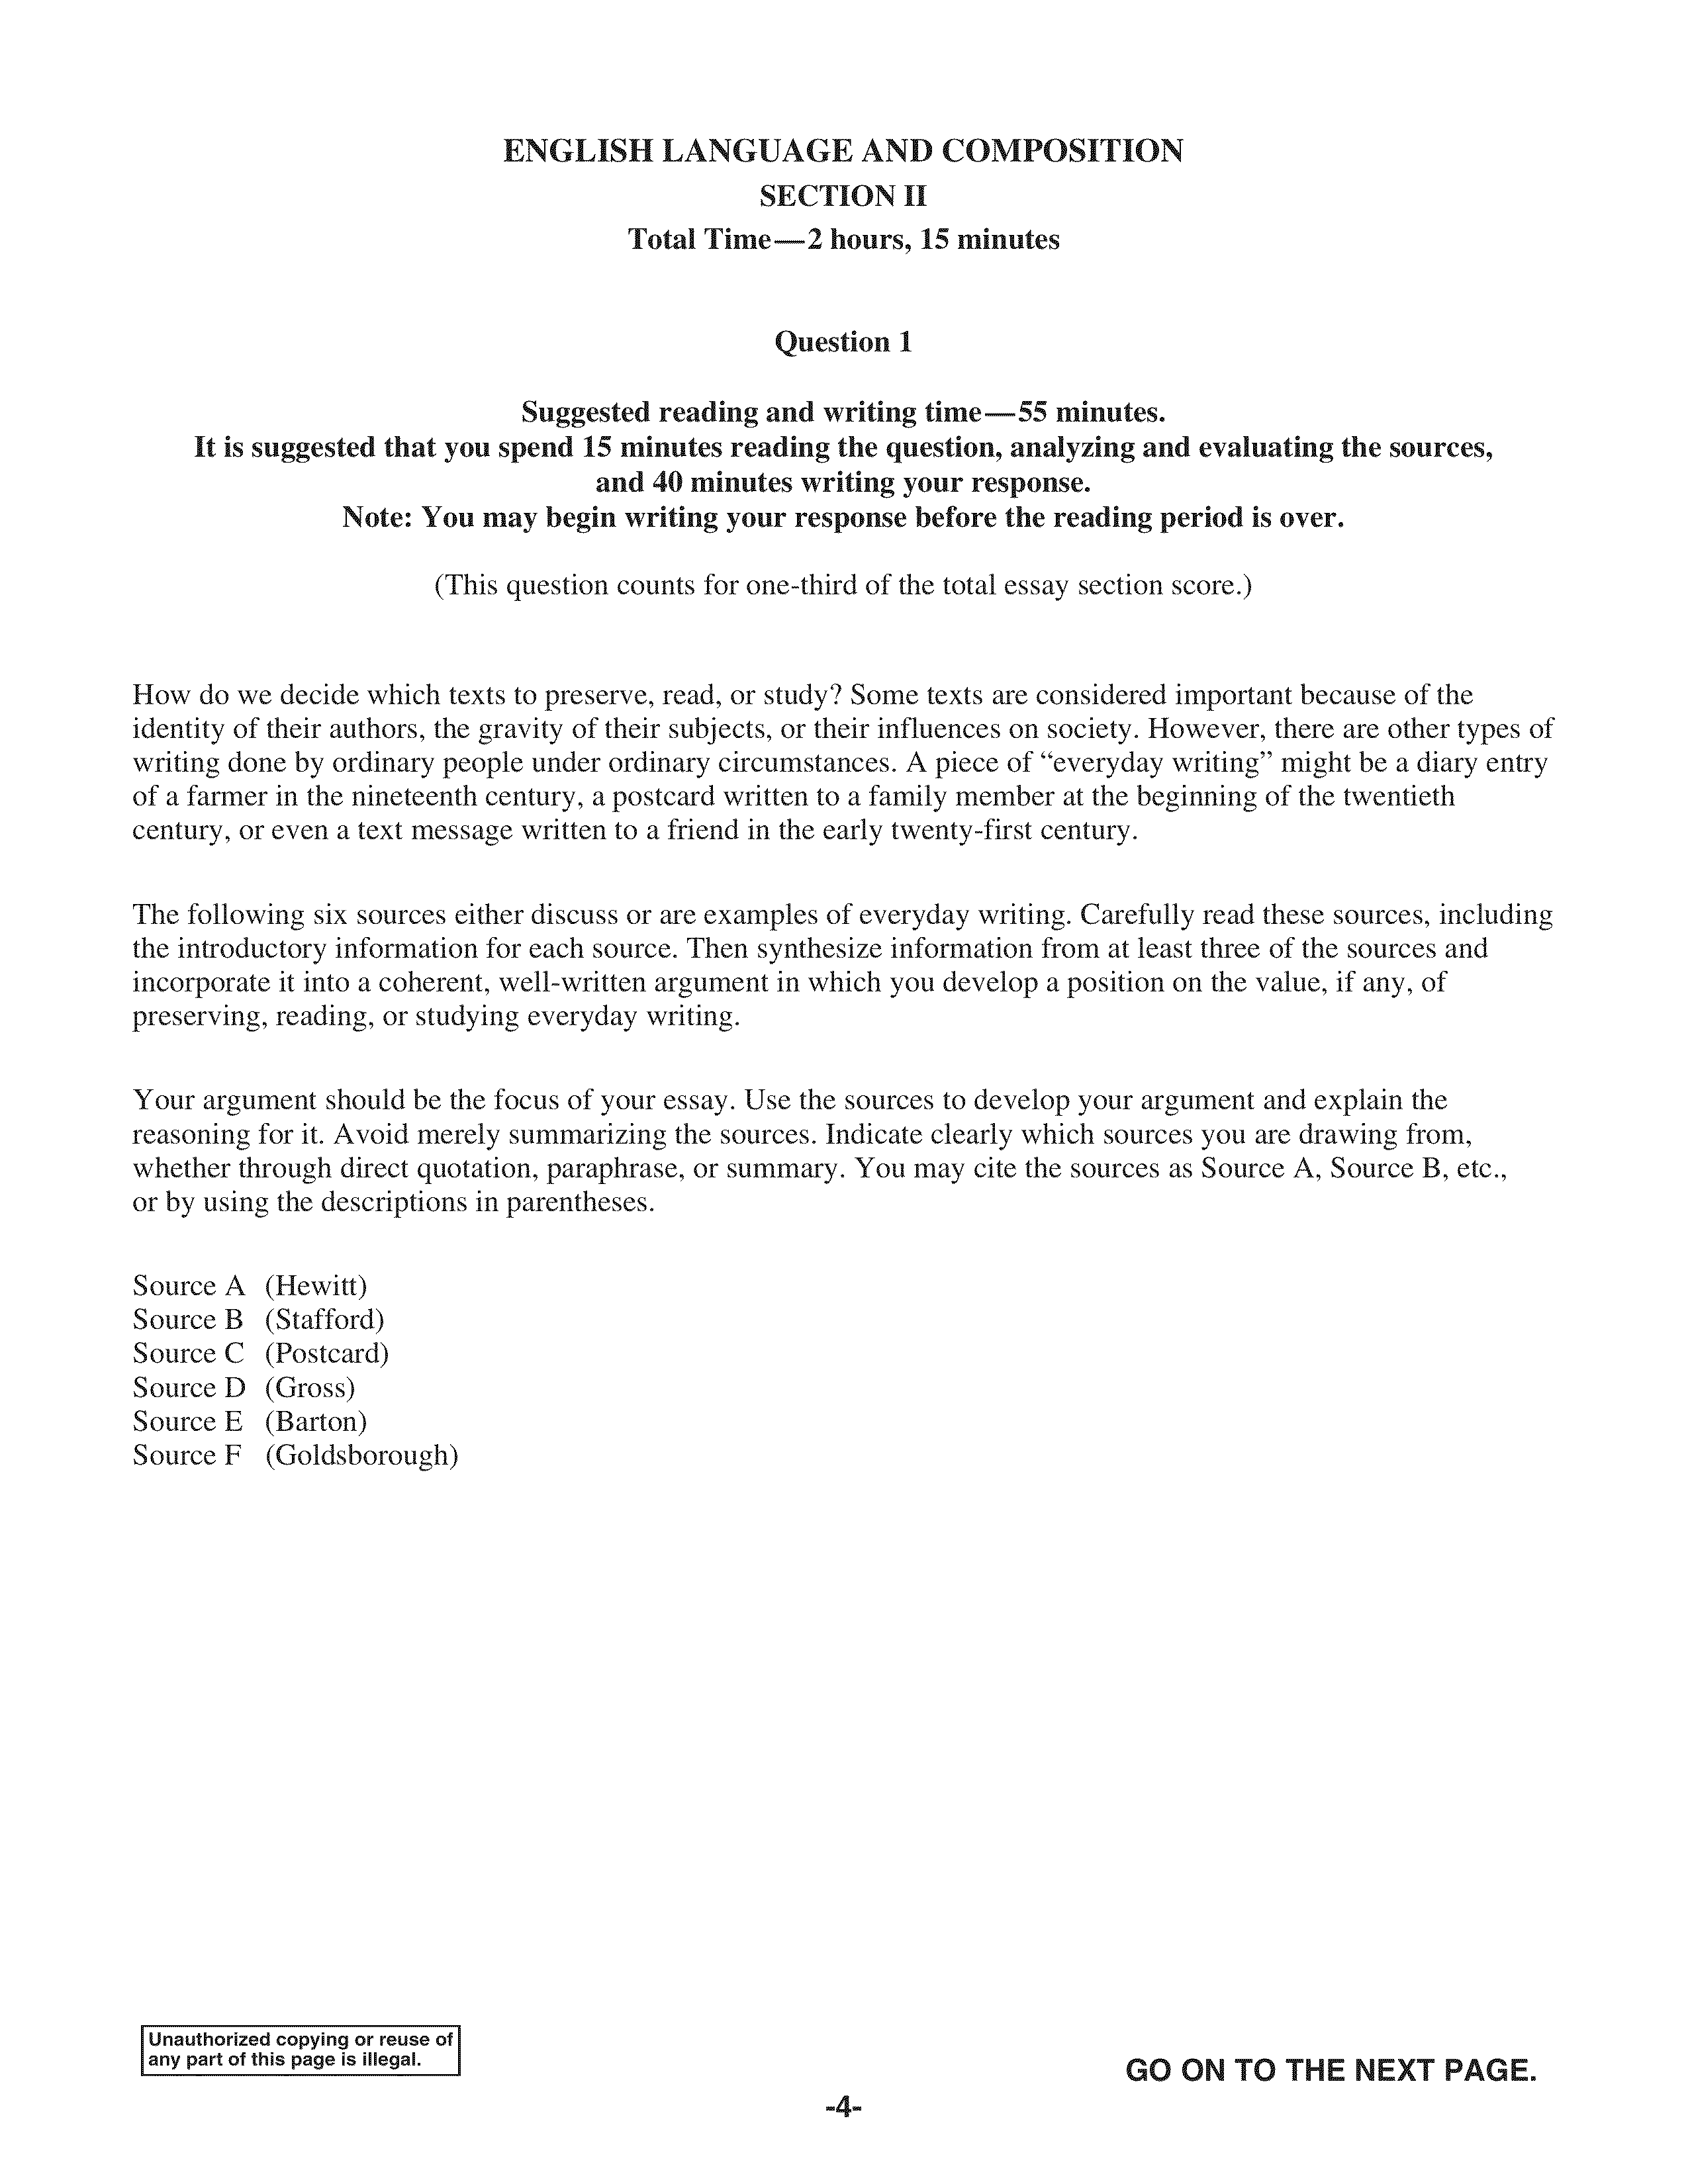 ENGLISH LANGUAGE AND COMPOSITION
SECTION II
Total Time—2 hours, 15 minutes
Question 1
Suggested reading and writing time—55 minutes.
It is suggested that you spend 15 minutes reading the question, analyzing and evaluating the sources,
and 40 minutes writing your response.
Note: You may begin writing your response before the reading period is over.
(This question counts for one-third of the total essay section score.)
How do we decide which texts to preserve, read, or study? Some texts are considered important because of the
identity of their authors, the gravity of their subjects, or their influences on society. However, there are other types of
writing done by ordinary people under ordinary circumstances. A piece of “everyday writing” might be a diary entry
of a farmer in the nineteenth century, a postcard written to a family member at the beginning of the twentieth
century, or even a text message written to a friend in the early twenty-first century.
The following six sources either discuss or are examples of everyday writing. Carefully read these sources, including
the introductory information for each source. Then synthesize information from at least three of the sources and
incorporate it into a coherent, well-written argument in which you develop a position on the value, if any, of
preserving, reading, or studying everyday writing.
Your argument should be the focus of your essay. Use the sources to develop your argument and explain the
reasoning for it. Avoid merely summarizing the sources. Indicate clearly which sources you are drawing from,
whether through direct quotation, paraphrase, or summary. You may cite the sources as Source A, Source B, etc.,
or by using the descriptions in parentheses.
Source A (Hewitt)
Source B (Stafford)
Source C (Postcard)
Source D (Gross)
Source E (Barton)
Source F (Goldsborough)
Unauthorized copying or reuse of
any part of this page is illegal.
GO ON TO THE NEXT PAGE.
-4-